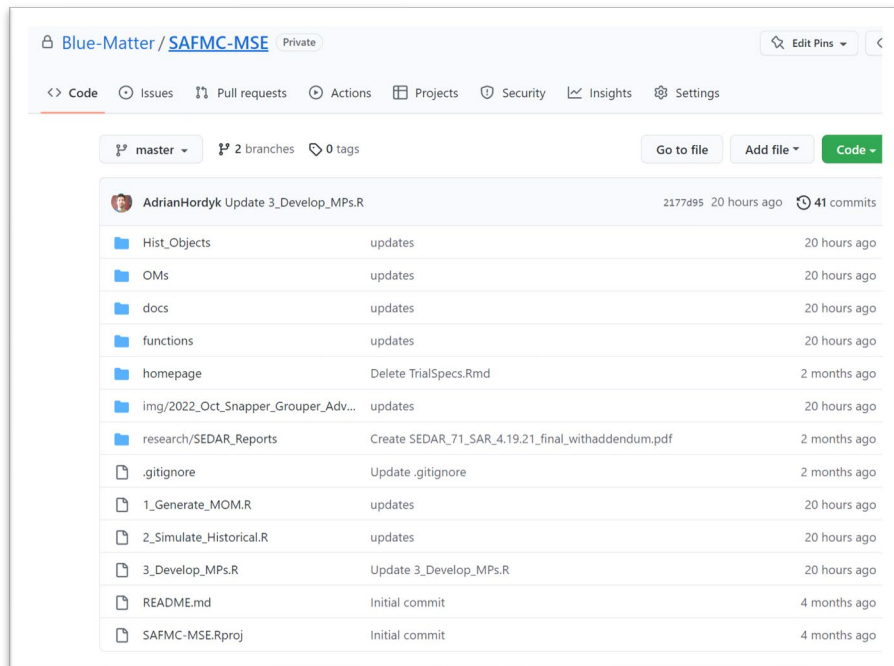 Blue-Matter / SAFMC-MSE Private Edit Pins
Code Issues Pull requests Actions Projects Security Insights Settings
master 2 branches 0 tags Go to file Add file Code
AdrianHordyk Update 3_Develop_MPs.R 2177d95 20 hours ago 41 commits
Hist_Objects updates 20 hours ago
OMs updates 20 hours ago
docs updates 20 hours ago
functions updates 20 hours ago
homepage Delete TrialSpecs.Rmd 2 months ago
img/2022_Oct_Snapper_Grouper_Adv... updates 20 hours ago
research/SEDAR_Reports Create SEDAR_71_SAR_4.19.21_final_withaddendum.pdf 2 months ago
.gitignore Update .gitignore 2 months ago
1_Generate_MOM.R updates 20 hours ago
2_Simulate_Historical.R updates 20 hours ago
3_Develop_MPs.R Update 3_Develop_MPs.R 20 hours ago
README.md Initial commit 4 months ago
SAFMC-MSE.Rproj Initial commit 4 months ago